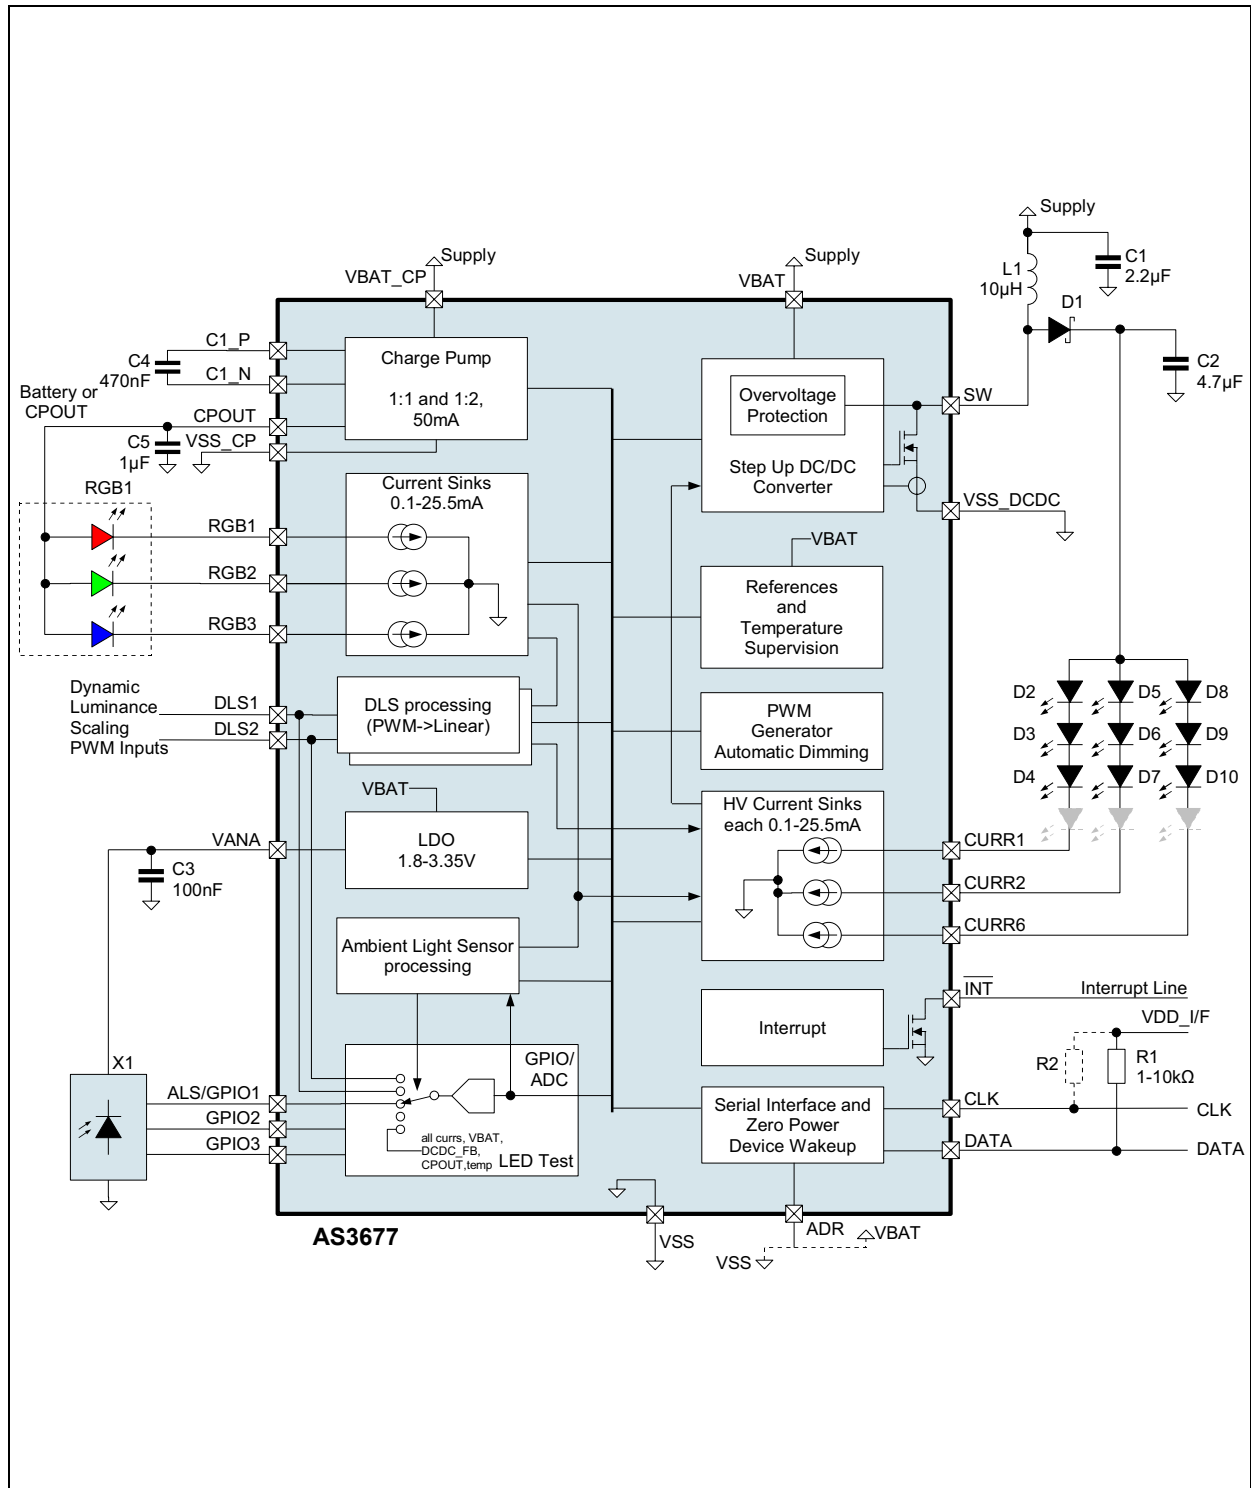 Supply
L1
10µH
C1
2.2µF
D1
C2
4.7µF
Supply
VBAT_CP
Supply
VBAT
C1_P
C4
470nF
C1_N
Battery or
CPOUT
CPOUT
C5
1µF
VSS_CP
Charge Pump
1:1 and 1:2,
50mA
Overvoltage
Protection
Step Up DC/DC
Converter
SW
VSS_DCDC
RGB1
Current Sinks
0.1-25.5mA
RGB1
RGB2
RGB3
VBAT
References
and
Temperature
Supervision
Dynamic
Luminance
Scaling
PWM Inputs
DLS1
DLS2
DLS processing
(PWM->Linear)
PWM
Generator
Automatic Dimming
D2
D5
D8
D3
D6
D9
D4
D7
D10
VBAT
VANA
LDO
1.8-3.35V
C3
100nF
HV Current Sinks
each 0.1-25.5mA
CURR1
CURR2
CURR6
Ambient Light Sensor
processing
INT
Interrupt Line
Interrupt
VDD_I/F
R2
R1
1-10kΩ
X1
GPIO/
ADC
ALS/GPIO1
GPIO2
GPIO3
all currs, VBAT,
DCDC_FB,
CPOUT,temp
LED Test
Serial Interface and
Zero Power
Device Wakeup
CLK
CLK
DATA
DATA
AS3677
VSS
ADR
VBAT
VSS